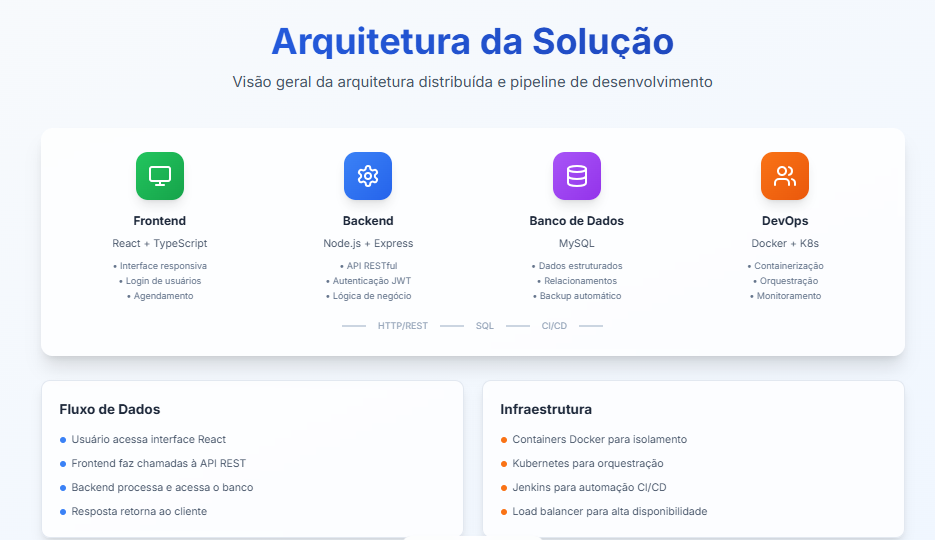 Arquitetura da Solução
Visão geral da arquitetura distribuída e pipeline de desenvolvimento
Frontend
React + TypeScript
• Interface responsiva
• Login de usuários
• Agendamento
Backend
Node.js + Express
• API RESTful
• Autenticação JWT
• Lógica de negócio
Banco de Dados
MySQL
• Dados estruturados
• Relacionamentos
• Backup automático
DevOps
Docker + K8s
• Containerização
• Orquestração
• Monitoramento
HTTP/REST SQL CI/CD
Fluxo de Dados
• Usuário acessa interface React
• Frontend faz chamadas à API REST
• Backend processa e acessa o banco
• Resposta retorna ao cliente
Infraestrutura
• Containers Docker para isolamento
• Kubernetes para orquestração
• Jenkins para automação CI/CD
• Load balancer para alta disponibilidade